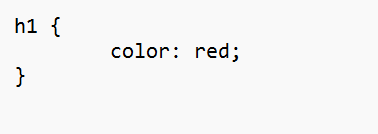 h1 {
        color: red;
}